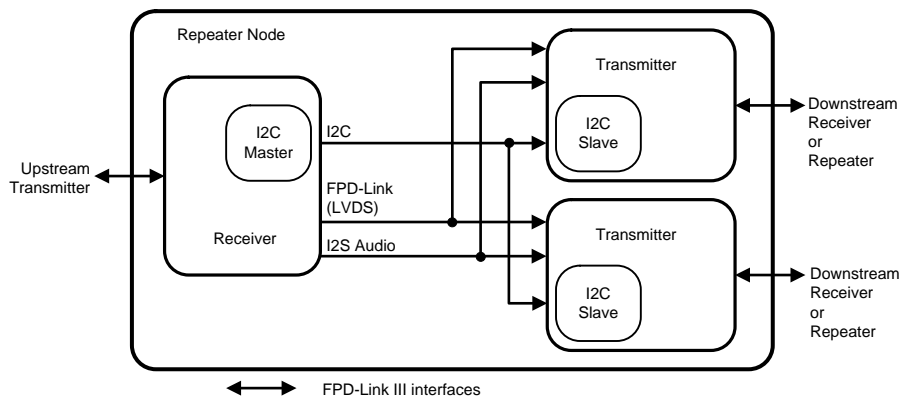 Repeater Node
Transmitter
I2C
Slave
Downstream
Receiver
or
Repeater
I2C
Master
I2C
Upstream
Transmitter
FPD-Link
(LVDS)
Receiver
I2S Audio
Transmitter
I2C
Slave
Downstream
Receiver
or
Repeater
FPD-Link III interfaces